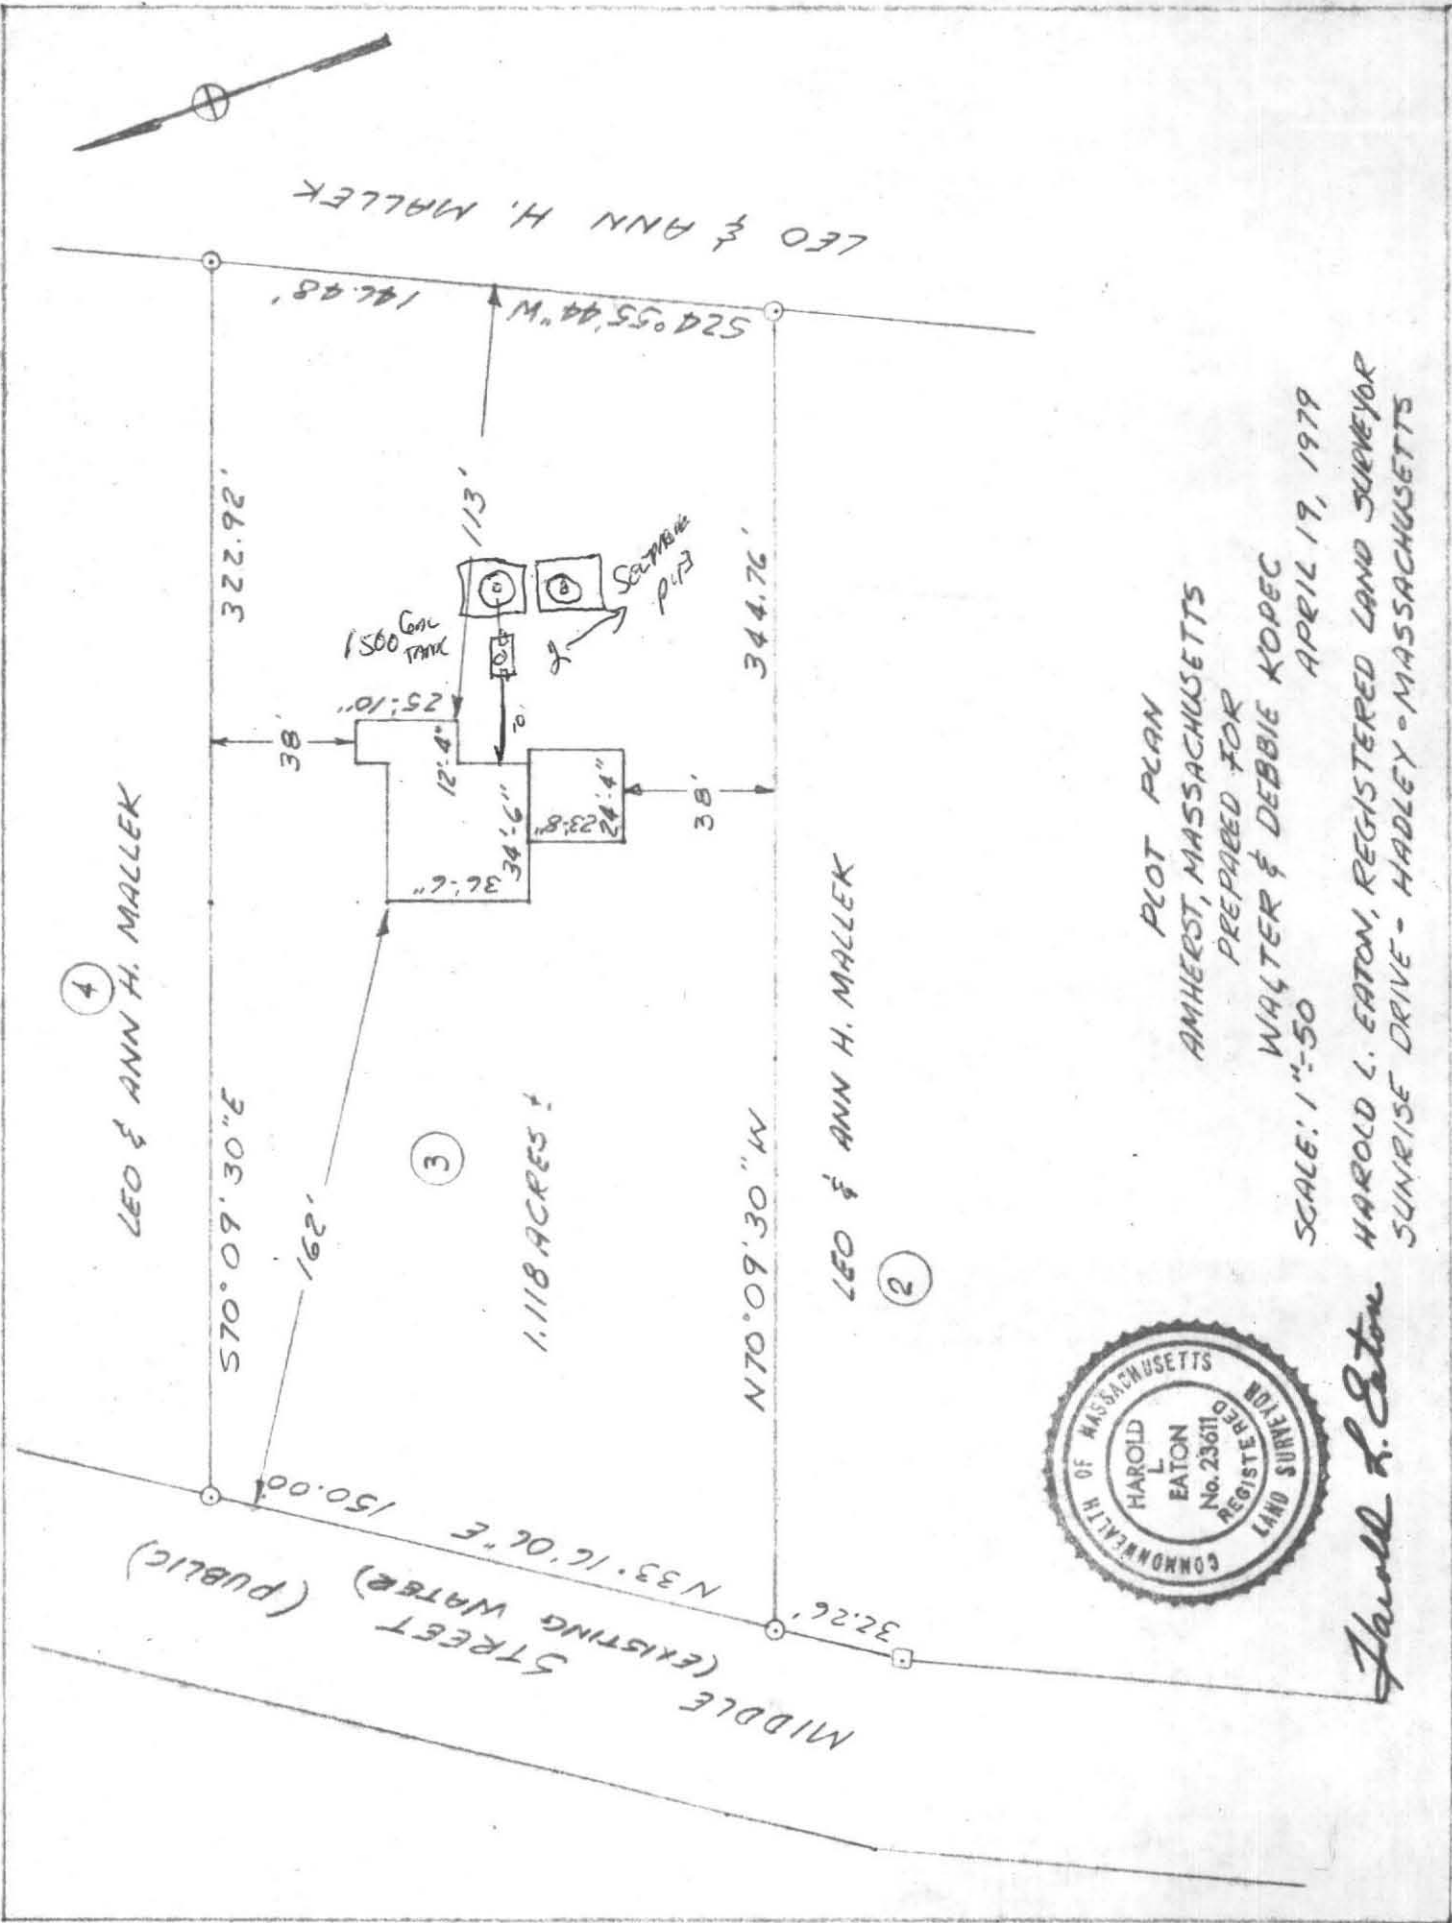 LEO & ANN H. MALLEK
146.48'
S24°55'44"W
④
LEO & ANN H. MALLEK
S70°09'30"E
322.92'
38'
113'
1500 Gal
TANK
2
25'-10"
12'-4"
10'
34'-6"
36'-6"
23'-8"
24'-4"
38'
162'
③
1.118 ACRES ±
N70°09'30"W
344.76'
LEO & ANN H. MALLEK
②
150.00'
N33°16'06"E
32.26'
MIDDLE STREET (PUBLIC)
(EXISTING WATER)
PLOT PLAN
AMHERST, MASSACHUSETTS
PREPARED FOR
WALTER & DEBBIE KOPEC
SCALE: 1"=50 APRIL 19, 1979
HAROLD L. EATON, REGISTERED LAND SURVEYOR
SUNRISE DRIVE - HADLEY - MASSACHUSETTS
Harold L. Eaton
COMMONWEALTH OF MASSACHUSETTS
HAROLD
L.
EATON
No. 23611
REGISTERED
LAND SURVEYOR